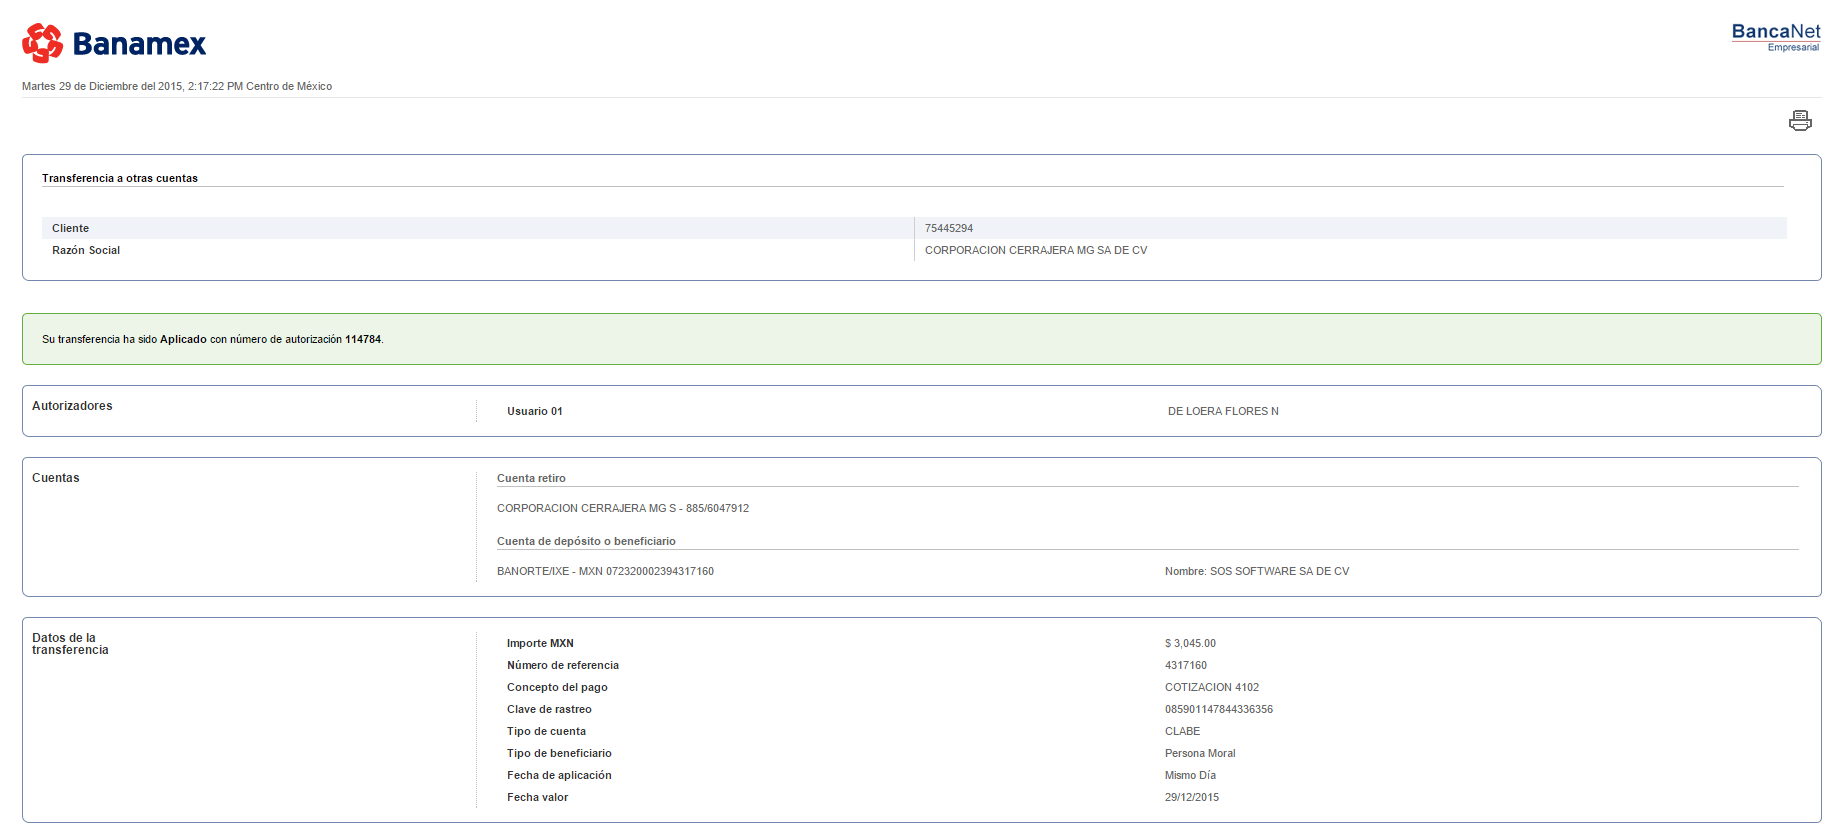 Banamex
BancaNet
Empresarial
Martes 29 de Diciembre del 2015, 2:17:22 PM Centro de México
Transferencia a otras cuentas
Cliente 75445294
Razón Social CORPORACION CERRAJERA MG SA DE CV
Su transferencia ha sido Aplicado con número de autorización 114784.
Autorizadores Usuario 01 DE LOERA FLORES N
Cuentas Cuenta retiro
CORPORACION CERRAJERA MG S - 885/6047912
Cuenta de depósito o beneficiario
BANORTE/IXE - MXN 072320002394317160 Nombre: SOS SOFTWARE SA DE CV
Datos de la
transferencia
Importe MXN $ 3,045.00
Número de referencia 4317160
Concepto del pago COTIZACION 4102
Clave de rastreo 085901147844336356
Tipo de cuenta CLABE
Tipo de beneficiario Persona Moral
Fecha de aplicación Mismo Día
Fecha valor 29/12/2015